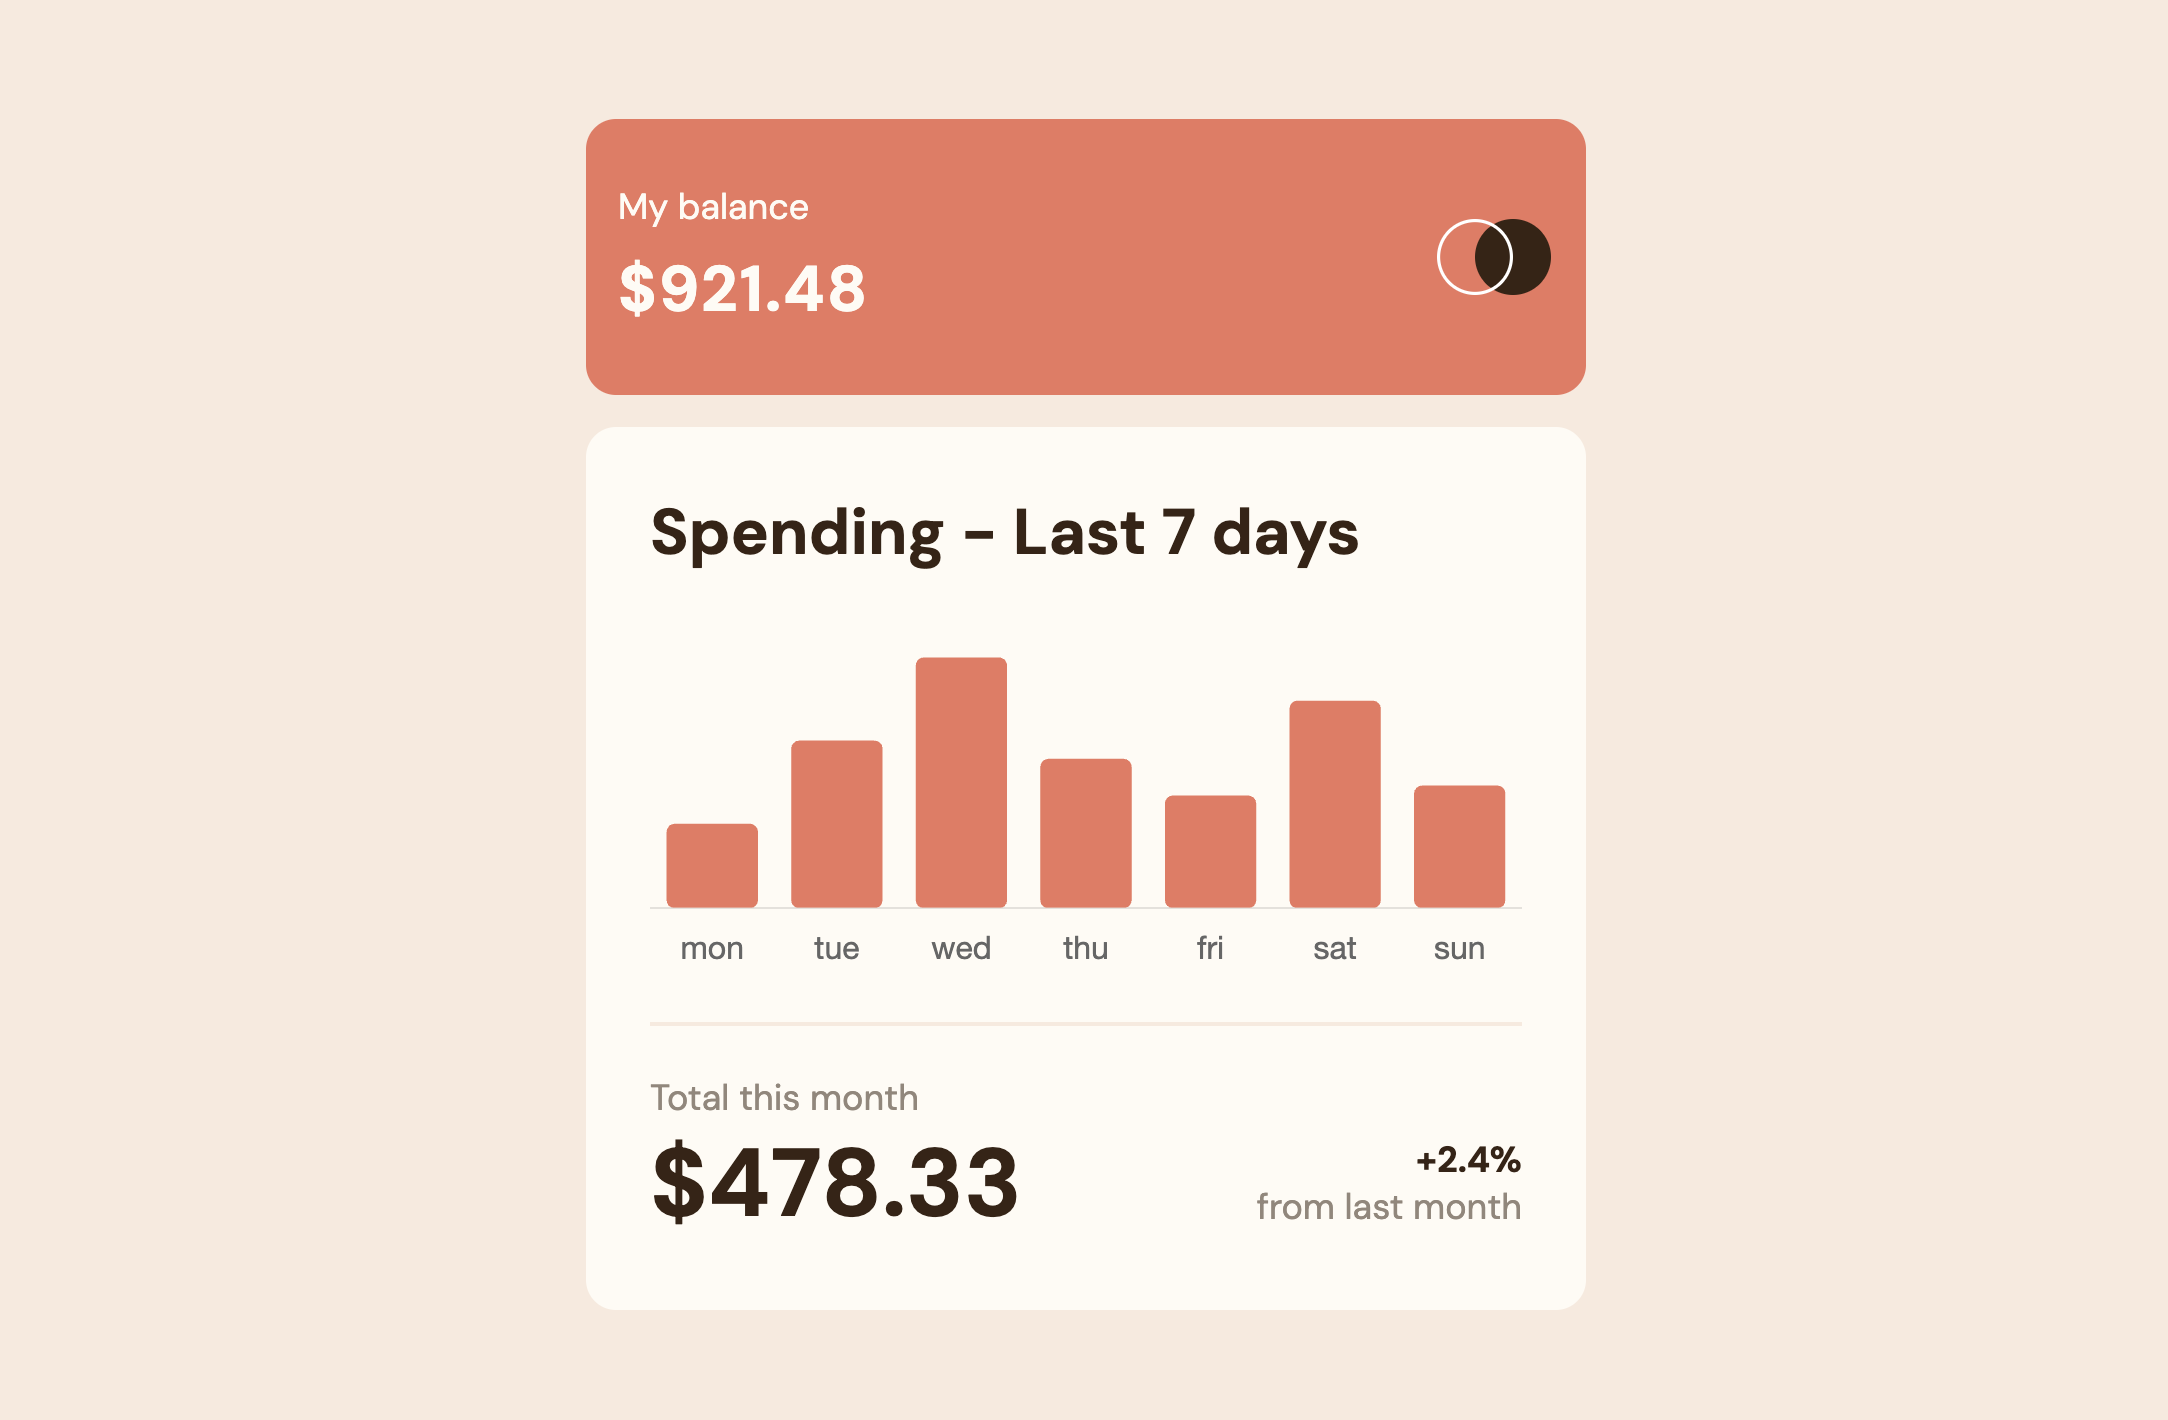 My balance
$921.48
Spending - Last 7 days
mon tue wed thu fri sat sun
Total this month
$478.33
+2.4%
from last month